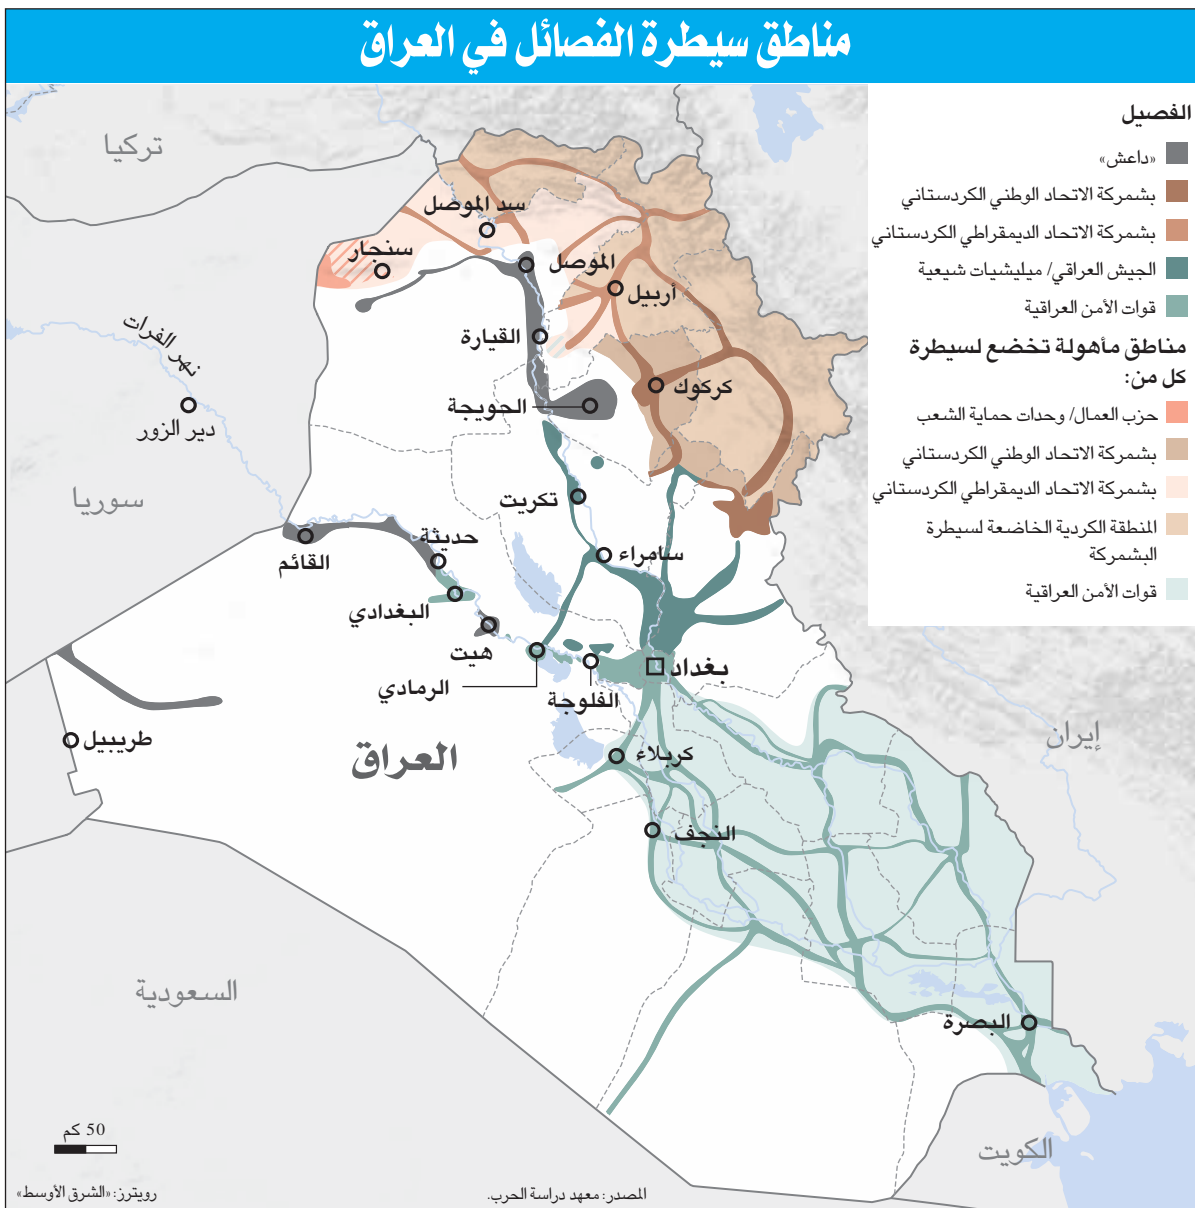 مناطق سيطرة الفصائل في العراق
الفصيل
«داعش»
بشمركة الاتحاد الوطني الكردستاني
بشمركة الاتحاد الديمقراطي الكردستاني
الجيش العراقي/ ميليشيات شيعية
قوات الأمن العراقية
مناطق مأهولة تخضع لسيطرة
كل من:
حزب العمال/ وحدات حماية الشعب
بشمركة الاتحاد الوطني الكردستاني
بشمركة الاتحاد الديمقراطي الكردستاني
المنطقة الكردية الخاضعة لسيطرة
البشمركة
قوات الأمن العراقية
تركيا
سد الموصل
سنجار
الموصل
أربيل
نهر الفرات
القيارة
كركوك
الحويجة
دير الزور
سوريا
تكريت
حديثة
سامراء
القائم
البغدادي
هيت
بغداد
الرمادي
الفلوجة
طريبيل
العراق
كربلاء
إيران
النجف
السعودية
البصرة
الكويت
50 كم
رويترز: «الشرق الأوسط»
المصدر: معهد دراسة الحرب.